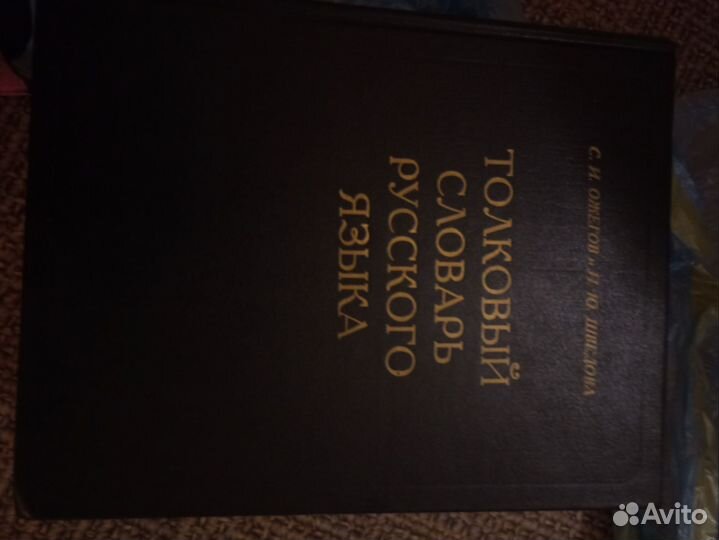 С. И. ОЖЕГОВ и Н. Ю. ШВЕДОВА
ТОЛКОВЫЙ
СЛОВАРЬ
РУССКОГО
ЯЗЫКА
Avito